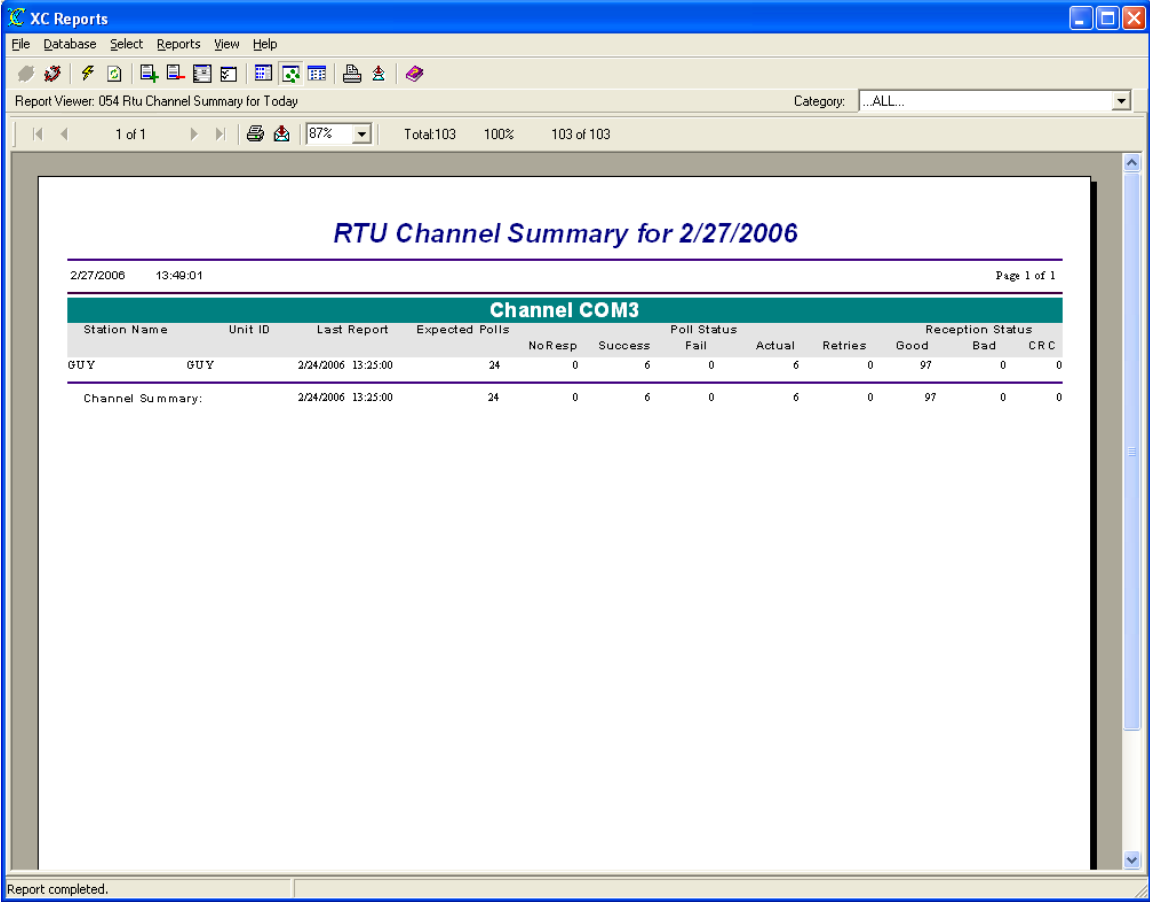 XC Reports
File Database Select Reports View Help
Report Viewer: 054 Rtu Channel Summary for Today Category: ...ALL...
1 of 1 87% Total:103 100% 103 of 103
RTU Channel Summary for 2/27/2006
2/27/2006 13:49:01 Page 1 of 1
Channel COM3
Station Name Unit ID Last Report Expected Polls Poll Status Reception Status
NoResp Success Fail Actual Retries Good Bad CRC
GUY GUY 2/24/2006 13:25:00 24 0 6 0 6 0 97 0 0
Channel Summary: 2/24/2006 13:25:00 24 0 6 0 6 0 97 0 0
Report completed.